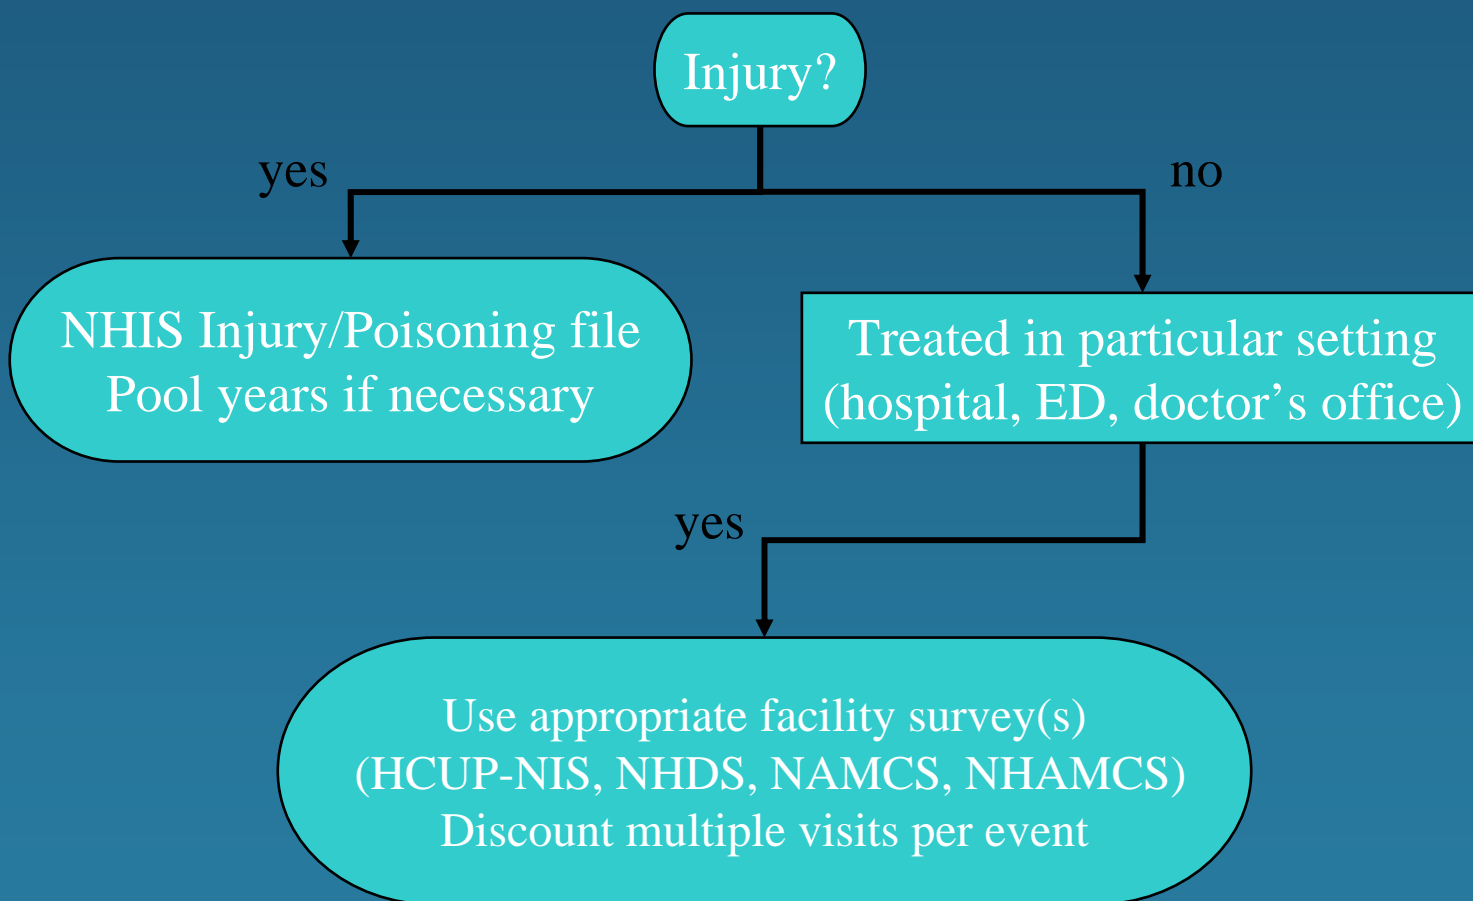 Injury?
yes
no
NHIS Injury/Poisoning file
Pool years if necessary
Treated in particular setting
(hospital, ED, doctor’s office)
yes
Use appropriate facility survey(s)
(HCUP-NIS, NHDS, NAMCS, NHAMCS)
Discount multiple visits per event